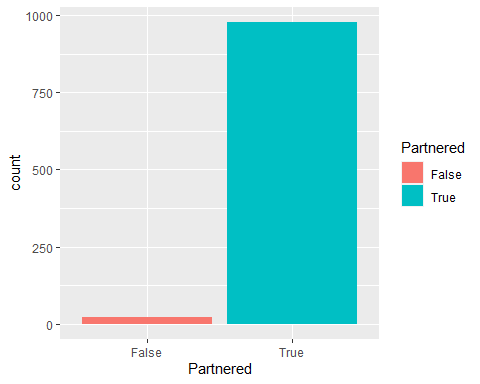 1000
750
500
250
0
count
False True
Partnered
Partnered
False
True